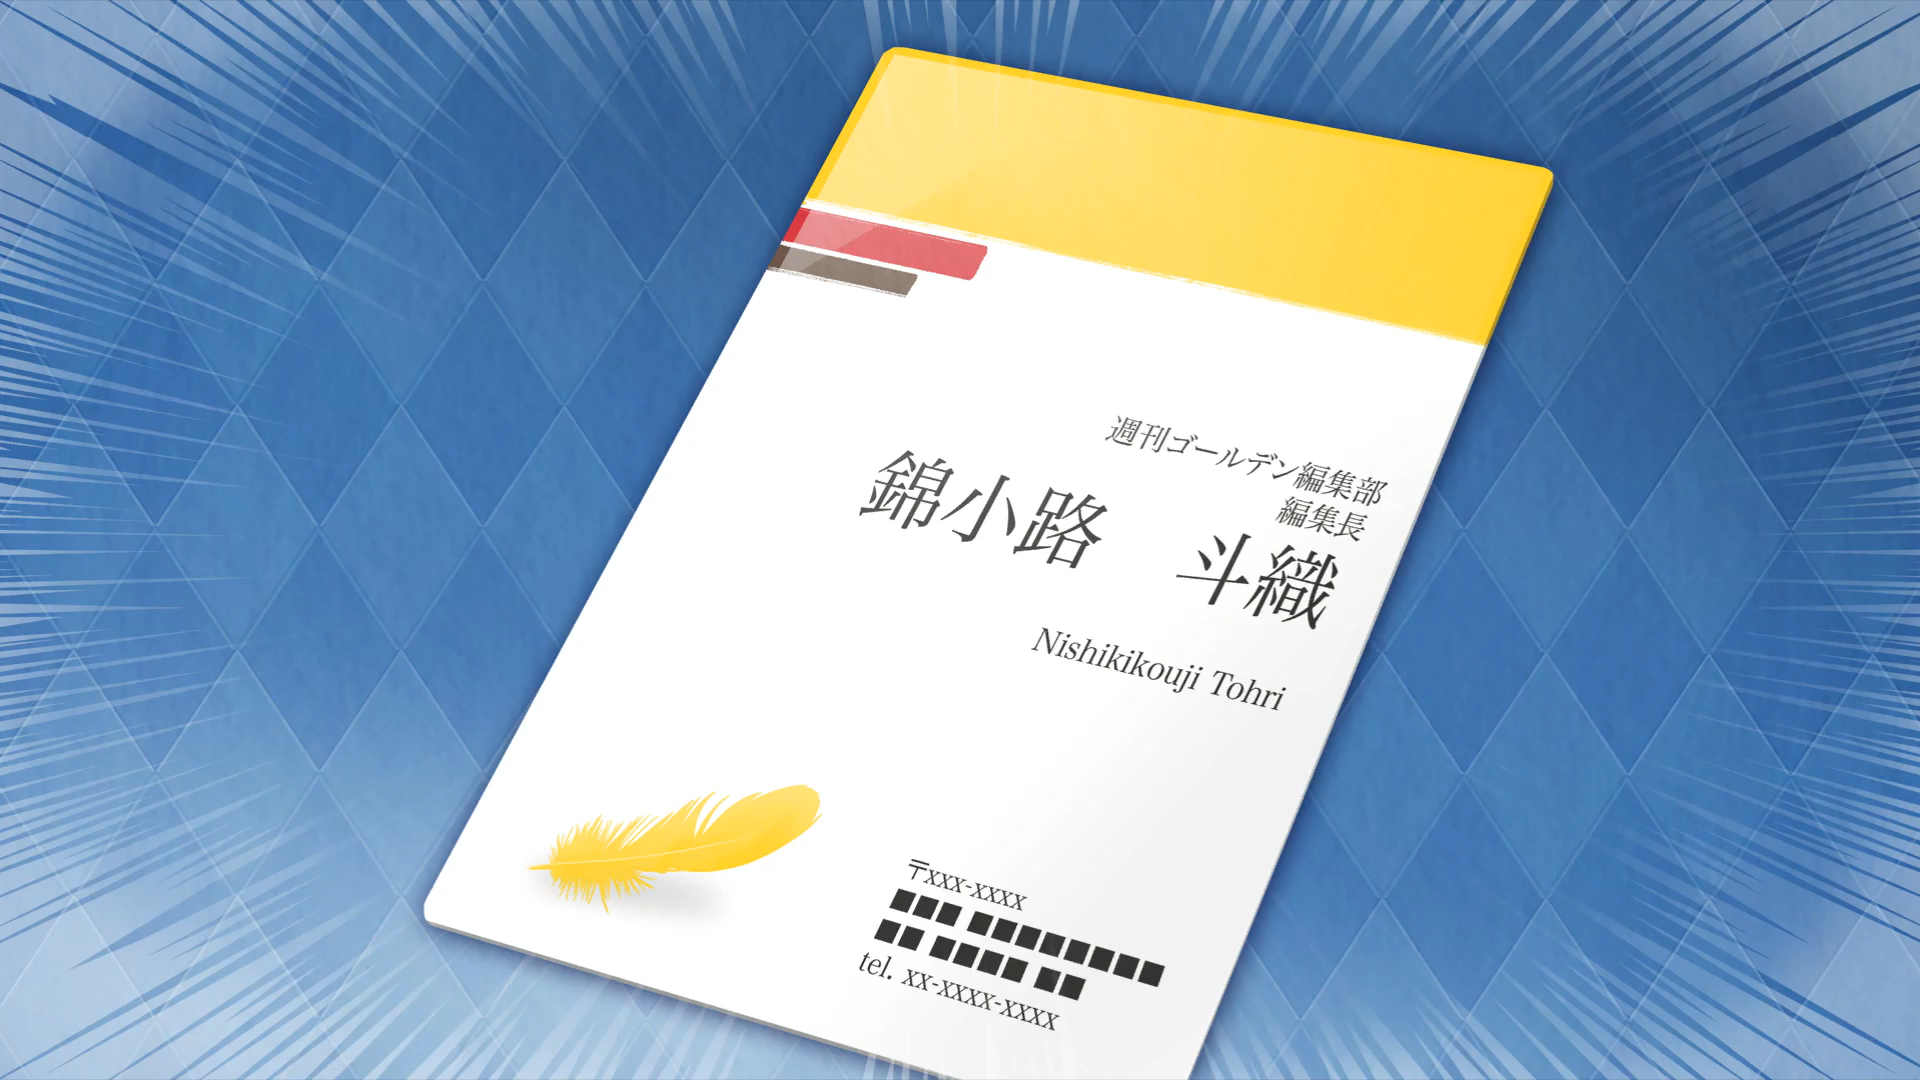 週刊ゴールデン編集部
編集長
錦小路　斗織
Nishikikouji Tohri
〒xxx-xxxx
■■■ ■■■■■■■■
■■ ■■■■ ■■
tel. xx-xxxx-xxxx